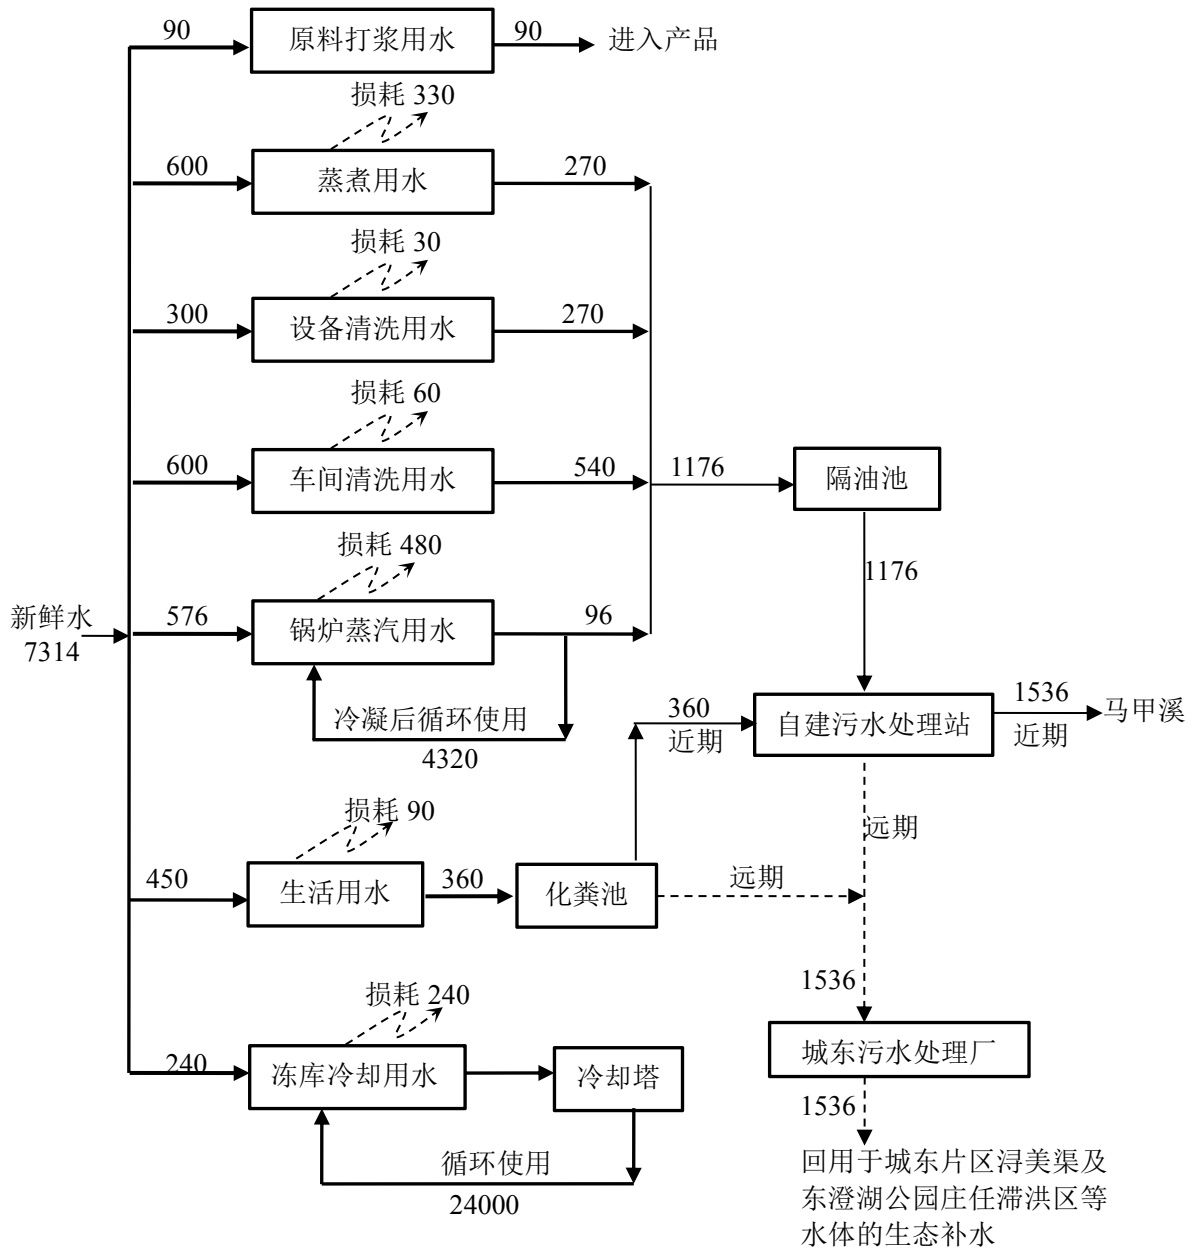 90
原料打浆用水
90
进入产品
损耗 330
600
蒸煮用水
270
损耗 30
300
设备清洗用水
270
损耗 60
600
车间清洗用水
540
1176
隔油池
损耗 480
1176
新鲜水
7314
576
锅炉蒸汽用水
96
冷凝后循环使用
4320
360
近期
自建污水处理站
1536
近期
马甲溪
损耗 90
远期
450
生活用水
360
化粪池
远期
1536
损耗 240
240
冻库冷却用水
冷却塔
城东污水处理厂
1536
循环使用
24000
回用于城东片区浔美渠及
东澄湖公园庄任滞洪区等
水体的生态补水